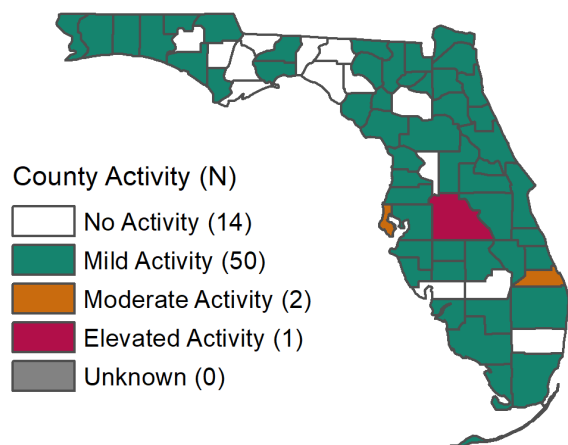 County Activity (N)
No Activity (14)
Mild Activity (50)
Moderate Activity (2)
Elevated Activity (1)
Unknown (0)